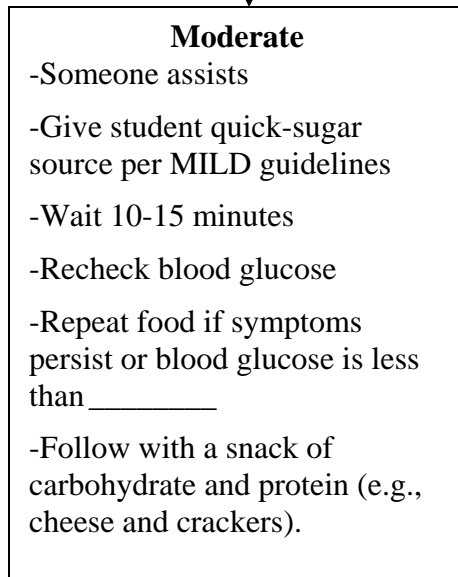 Moderate
-Someone assists
-Give student quick-sugar
source per MILD guidelines
-Wait 10-15 minutes
-Recheck blood glucose
-Repeat food if symptoms
persist or blood glucose is less
than ________
-Follow with a snack of
carbohydrate and protein (e.g.,
cheese and crackers).